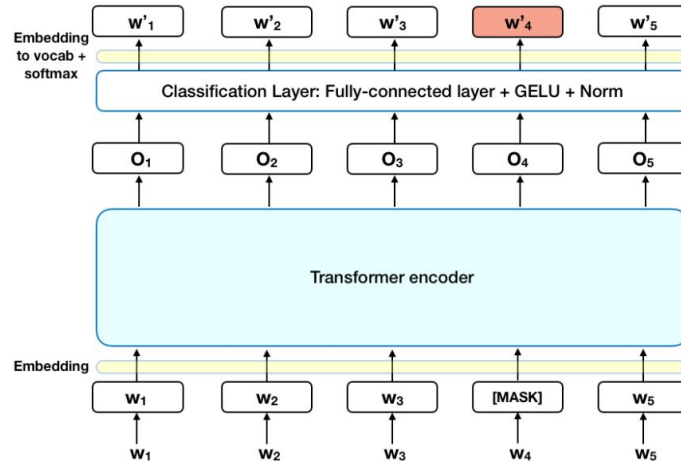 w'₁ w'₂ w'₃ w'₄ w'₅
Embedding
to vocab +
softmax
Classification Layer: Fully-connected layer + GELU + Norm
O₁ O₂ O₃ O₄ O₅
Transformer encoder
Embedding
w₁ w₂ w₃ [MASK] w₅
w₁ w₂ w₃ w₄ w₅